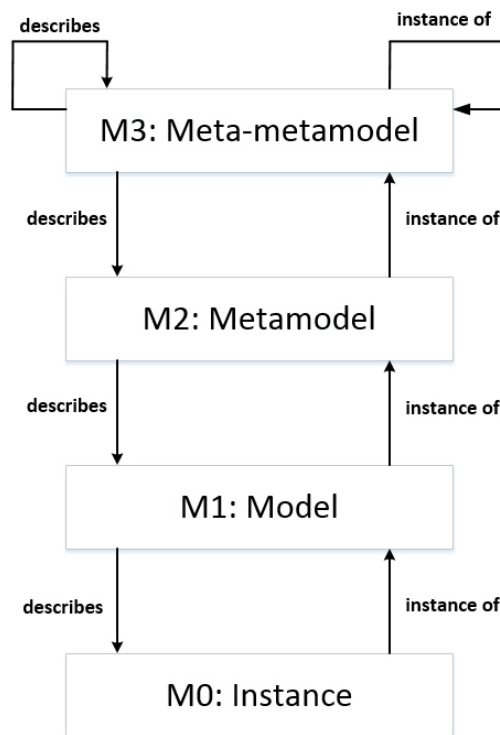 describes
instance of
M3: Meta-metamodel
describes
instance of
M2: Metamodel
describes
instance of
M1: Model
describes
instance of
M0: Instance